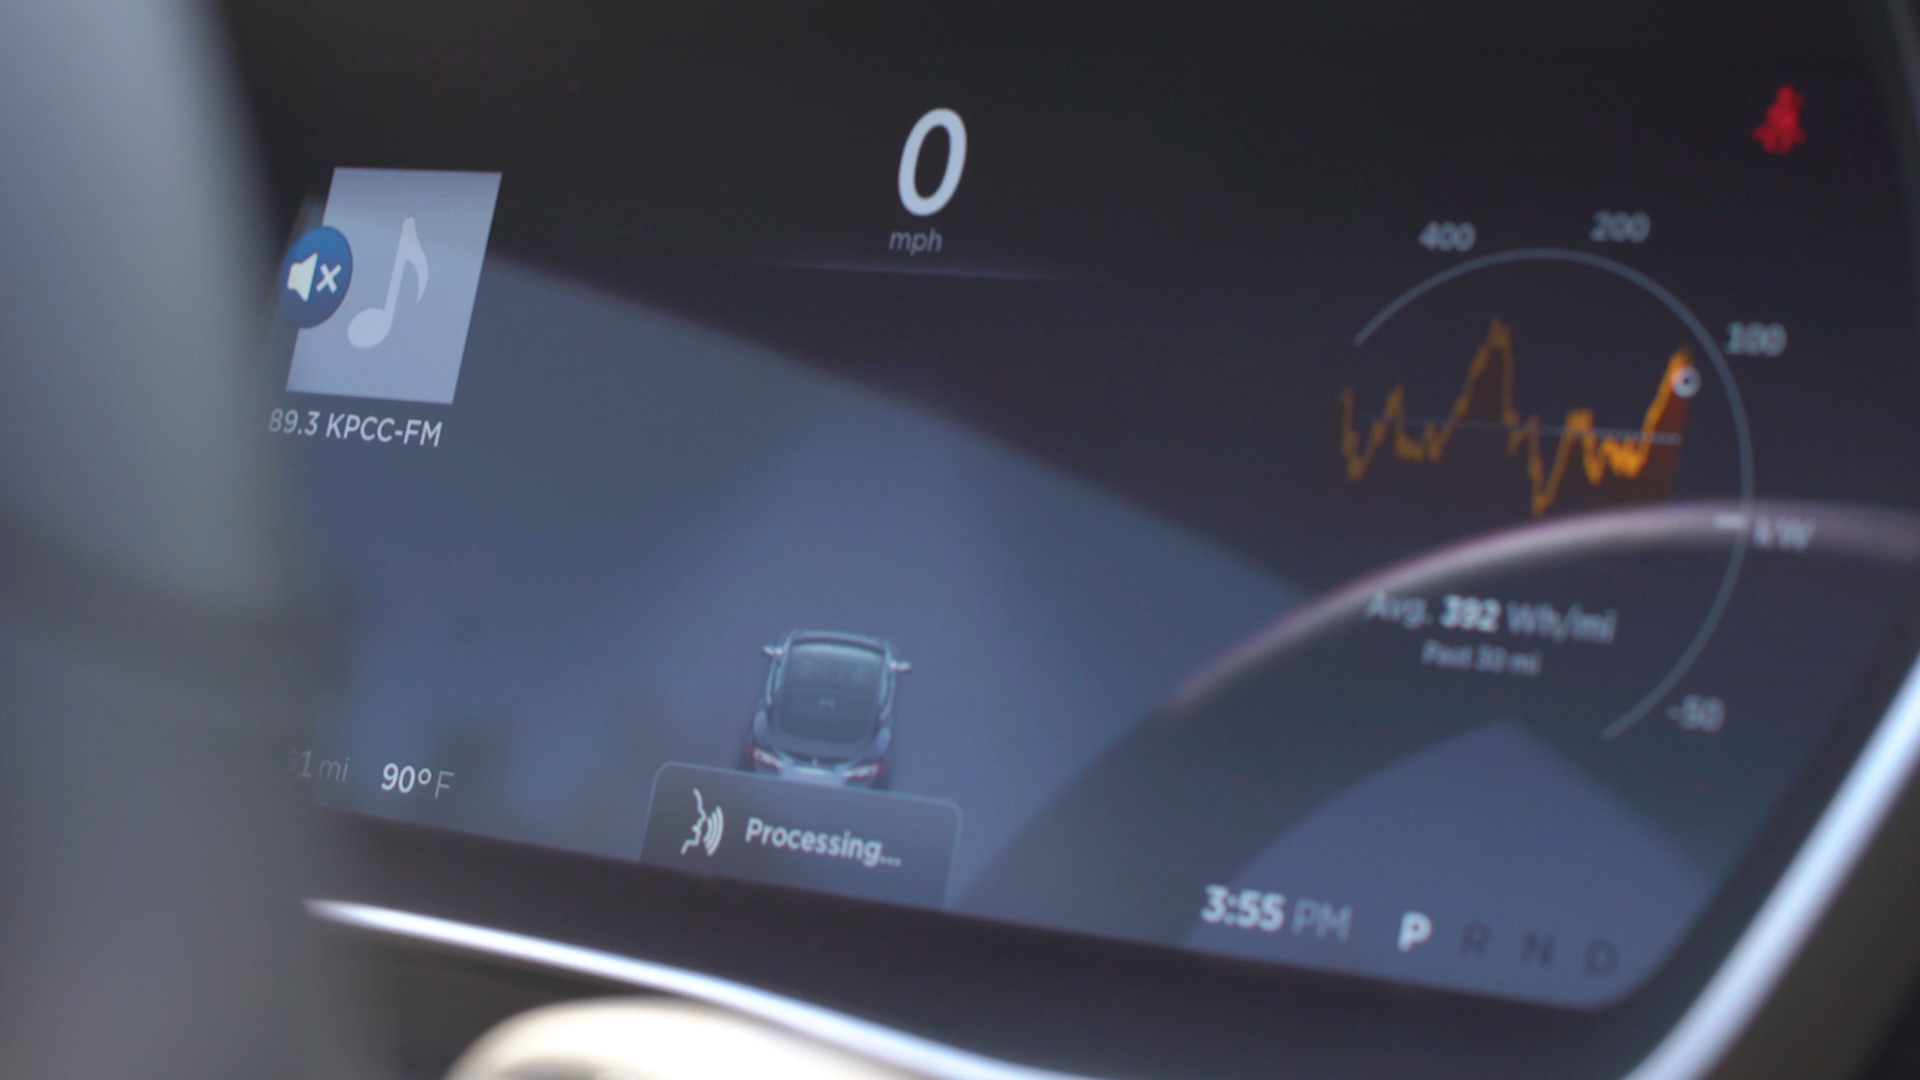 0
mph
400
200
100
89.3 KPCC-FM
kW
Avg. 392 Wh/mi
Past 30 mi
-50
1 mi
90°F
Processing...
3:55 PM
P R N D